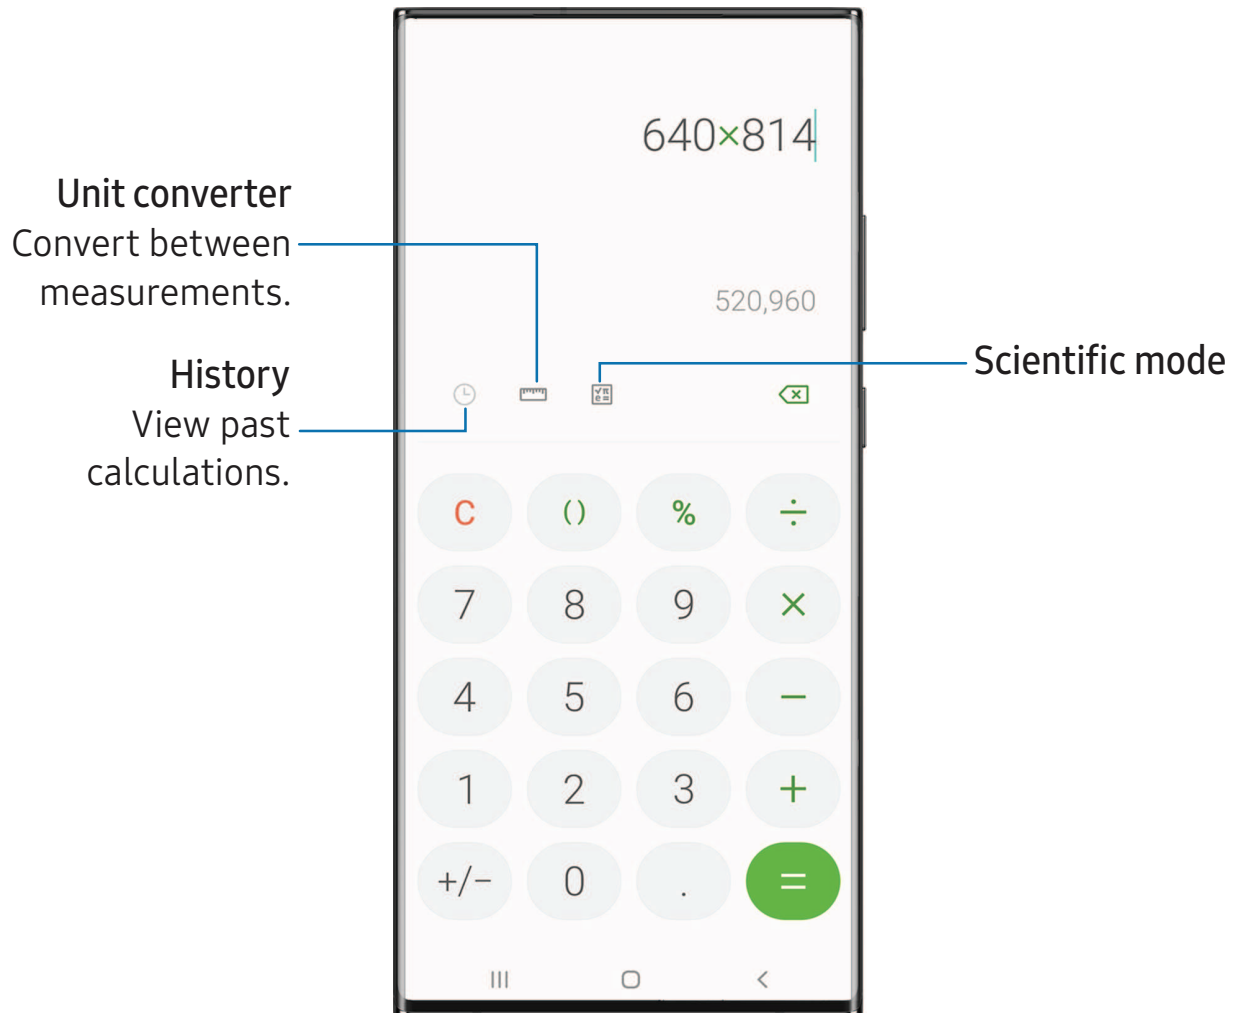 640×814
Unit converter
Convert between
measurements.
520,960
Scientific mode
History
View past
calculations.
√π
e=
C () % ÷
7 8 9 ×
4 5 6 −
1 2 3 +
+/− 0 . =